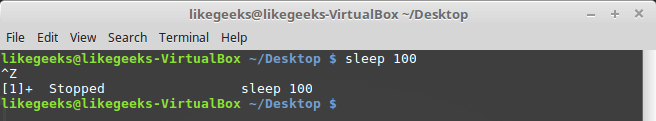 likegeeks@likegeeks-VirtualBox ~/Desktop
File Edit View Search Terminal Help
likegeeks@likegeeks-VirtualBox ~/Desktop $ sleep 100
^Z
[1]+  Stopped                 sleep 100
likegeeks@likegeeks-VirtualBox ~/Desktop $